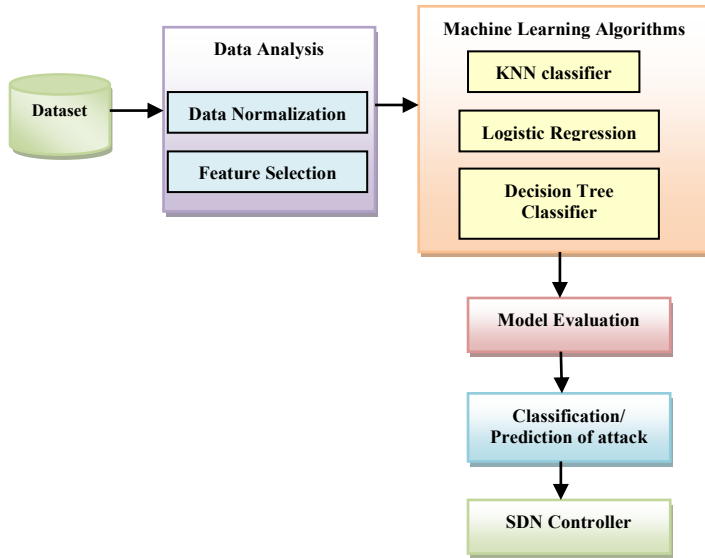 Dataset
Data Analysis
Data Normalization
Feature Selection
Machine Learning Algorithms
KNN classifier
Logistic Regression
Decision Tree
Classifier
Model Evaluation
Classification/
Prediction of attack
SDN Controller